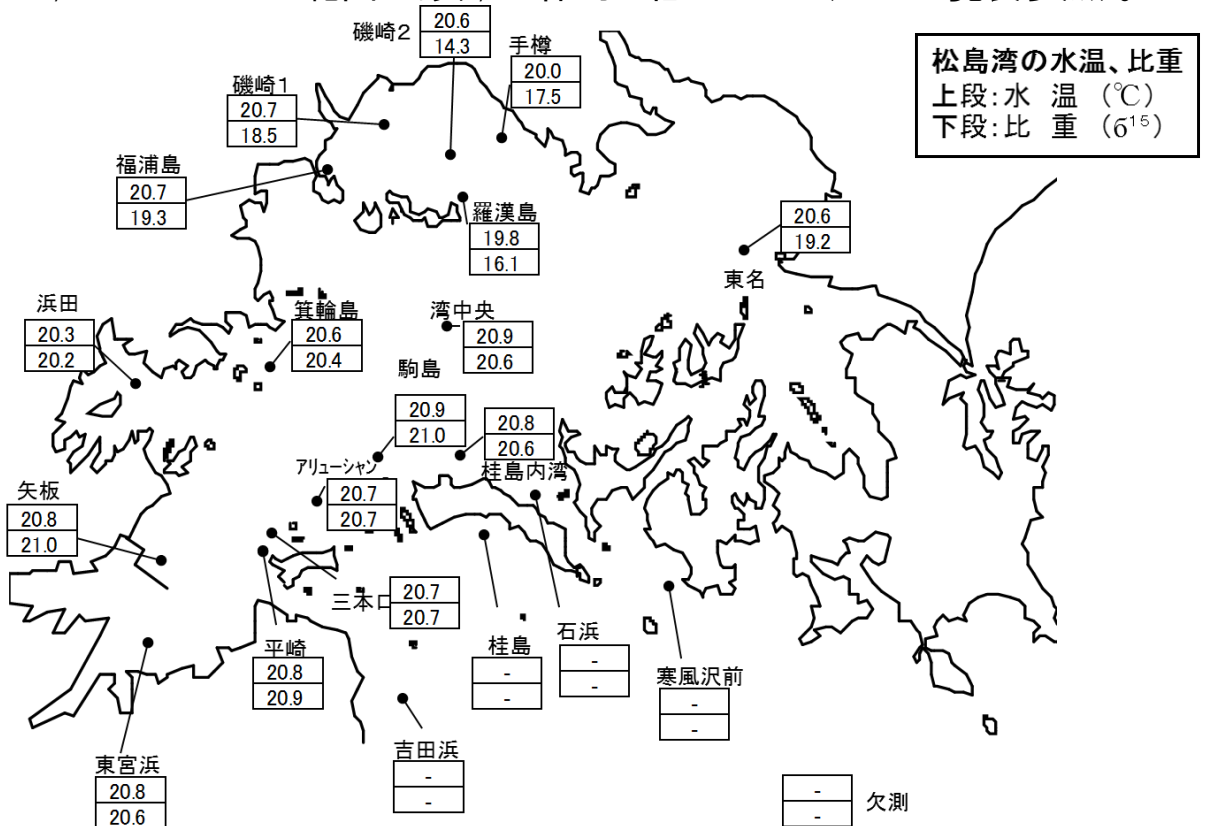 磯崎2
20.6
14.3
手樽
20.0
17.5
松島湾の水温、比重
上段:水 温 (℃)
下段:比 重 (б¹⁵)
磯崎1
20.7
18.5
福浦島
20.7
19.3
羅漢島
19.8
16.1
20.6
19.2
東名
浜田
20.3
20.2
箕輪島
20.6
20.4
湾中央
20.9
20.6
駒島
20.9
21.0
20.8
20.6
桂島内湾
アリューシャン
20.7
20.7
矢板
20.8
21.0
三本口
20.7
20.7
平崎
20.8
20.9
桂島
-
-
石浜
-
-
寒風沢前
-
-
吉田浜
-
-
東宮浜
20.8
20.6
-
-
欠測